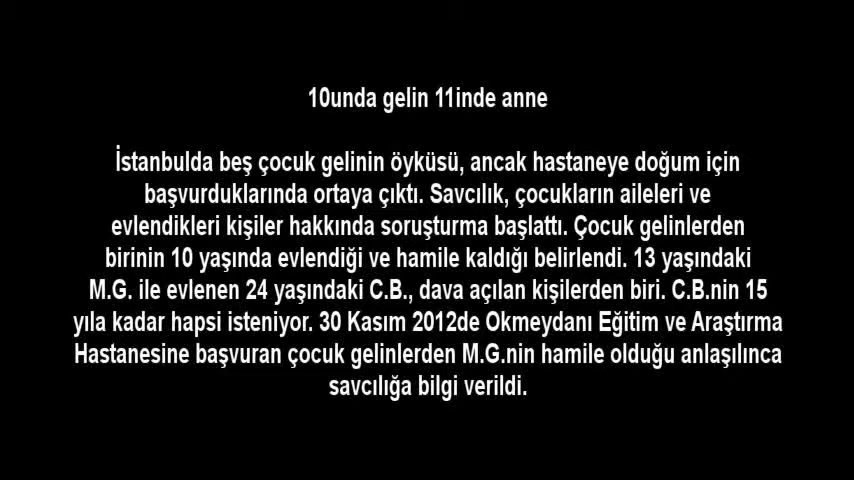 10unda gelin 11inde anne
İstanbulda beş çocuk gelinin öyküsü, ancak hastaneye doğum için
başvurduklarında ortaya çıktı. Savcılık, çocukların aileleri ve
evlendikleri kişiler hakkında soruşturma başlattı. Çocuk gelinlerden
birinin 10 yaşında evlendiği ve hamile kaldığı belirlendi. 13 yaşındaki
M.G. ile evlenen 24 yaşındaki C.B., dava açılan kişilerden biri. C.B.nin 15
yıla kadar hapsi isteniyor. 30 Kasım 2012de Okmeydanı Eğitim ve Araştırma
Hastanesine başvuran çocuk gelinlerden M.G.nin hamile olduğu anlaşılınca
savcılığa bilgi verildi.